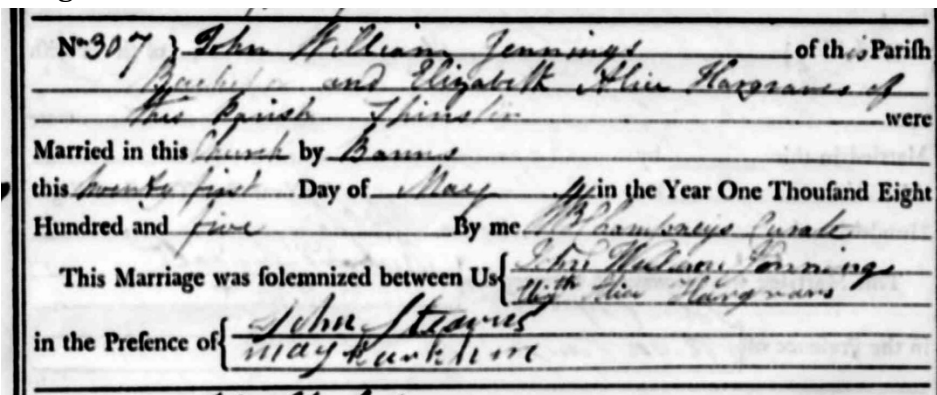 No. 307 } John William Jennings of this Pariſh
Bachelor and Elizabeth Alice Hargraves of
this Parish Spinster were
Married in this Church by Banns
this twenty first Day of May in the Year One Thouſand Eight
Hundred and five By me Curate
This Marriage was ſolemnized between Us { John William Jennings
Elizth Alice Hargraves
in the Preſence of { John Stearns